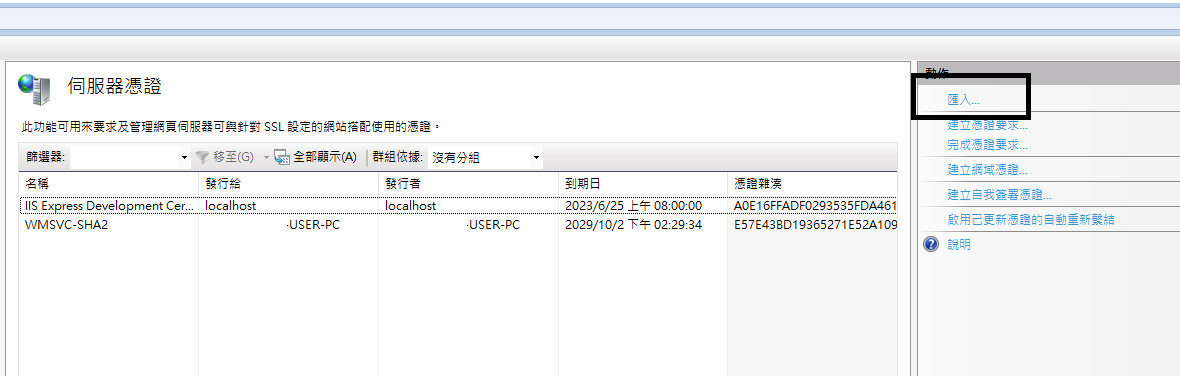 伺服器憑證
此功能可用來要求及管理網頁伺服器可與針對 SSL 設定的網站搭配使用的憑證。
篩選器: 移至(G) 全部顯示(A) 群組依據: 沒有分組
名稱 發行給 發行者 到期日 憑證雜湊
IIS Express Development Cer... localhost localhost 2023/6/25 上午 08:00:00 A0E16FFADF0293535FDA461
WMSVC-SHA2 -USER-PC -USER-PC 2029/10/2 下午 02:29:34 E57E43BD19365271E52A109
動作
匯入...
建立憑證要求...
完成憑證要求...
建立網域憑證...
建立自我簽署憑證...
啟用已更新憑證的自動重新繫結
說明